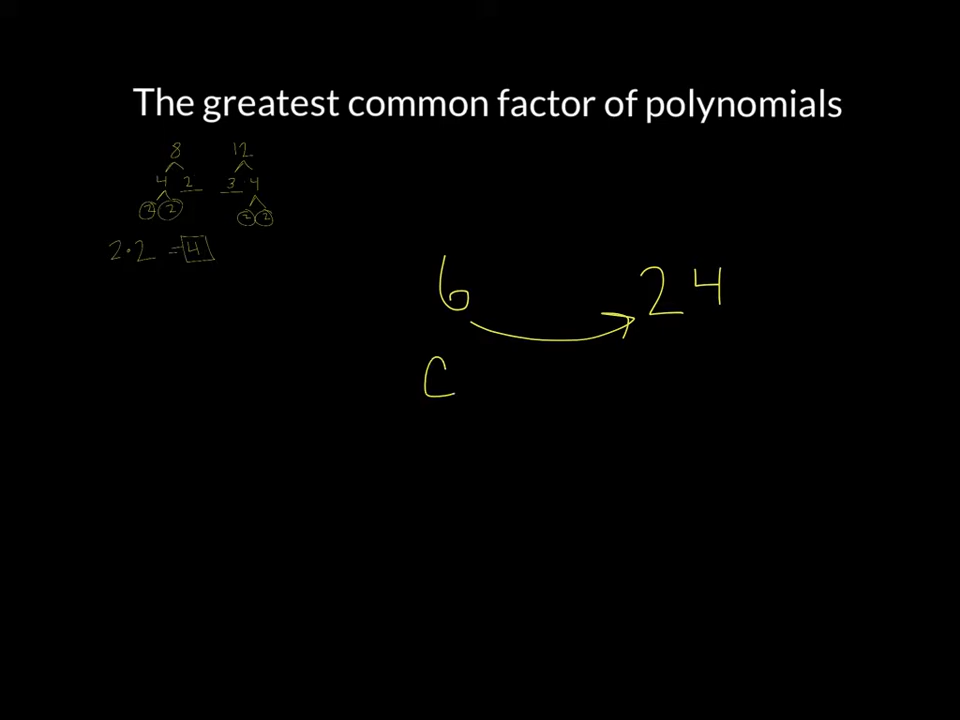 The greatest common factor of polynomials
8 12
4 2 3 4
2 2 2 2
2·2 = 4
6 24
C